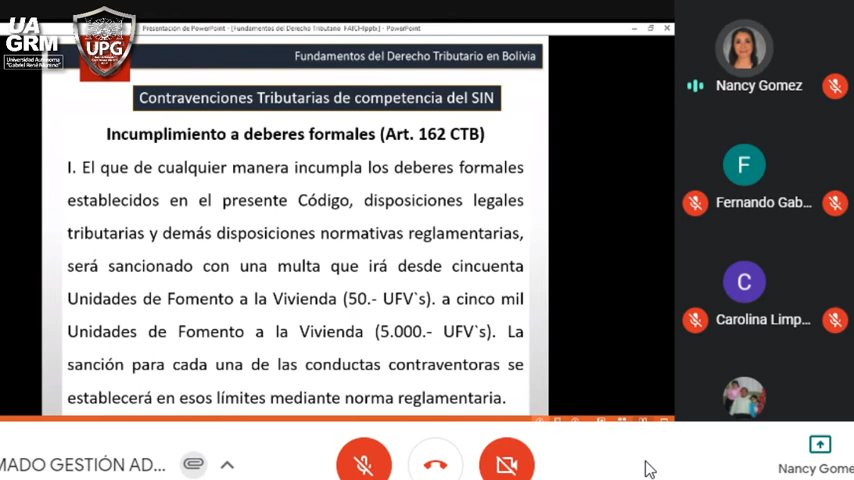 UA
GRM
Universidad Autónoma
"Gabriel René Moreno"
UPG
Presentación de PowerPoint - [Fundamentos del Derecho Tributario FAICHpptx] - PowerPoint
Fundamentos del Derecho Tributario en Bolivia
Contravenciones Tributarias de competencia del SIN
Incumplimiento a deberes formales (Art. 162 CTB)
I. El que de cualquier manera incumpla los deberes formales
establecidos en el presente Código, disposiciones legales
tributarias y demás disposiciones normativas reglamentarias,
será sancionado con una multa que irá desde cincuenta
Unidades de Fomento a la Vivienda (50.- UFV`s). a cinco mil
Unidades de Fomento a la Vivienda (5.000.- UFV`s). La
sanción para cada una de las conductas contraventoras se
establecerá en esos límites mediante norma reglamentaria.
Nancy Gomez
F
Fernando Gab...
C
Carolina Limp...
MADO GESTIÓN AD...
Nancy Gome